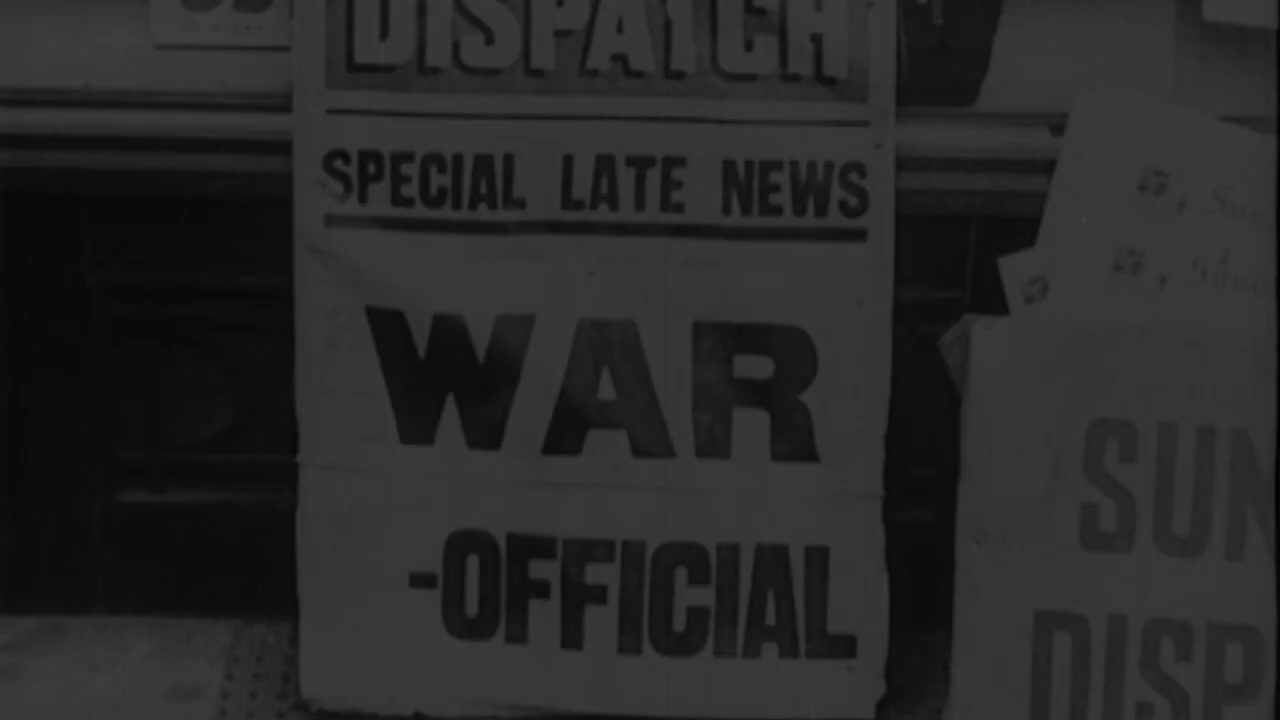 DISPATCH
SPECIAL LATE NEWS
WAR
-OFFICIAL
SUN
DISP